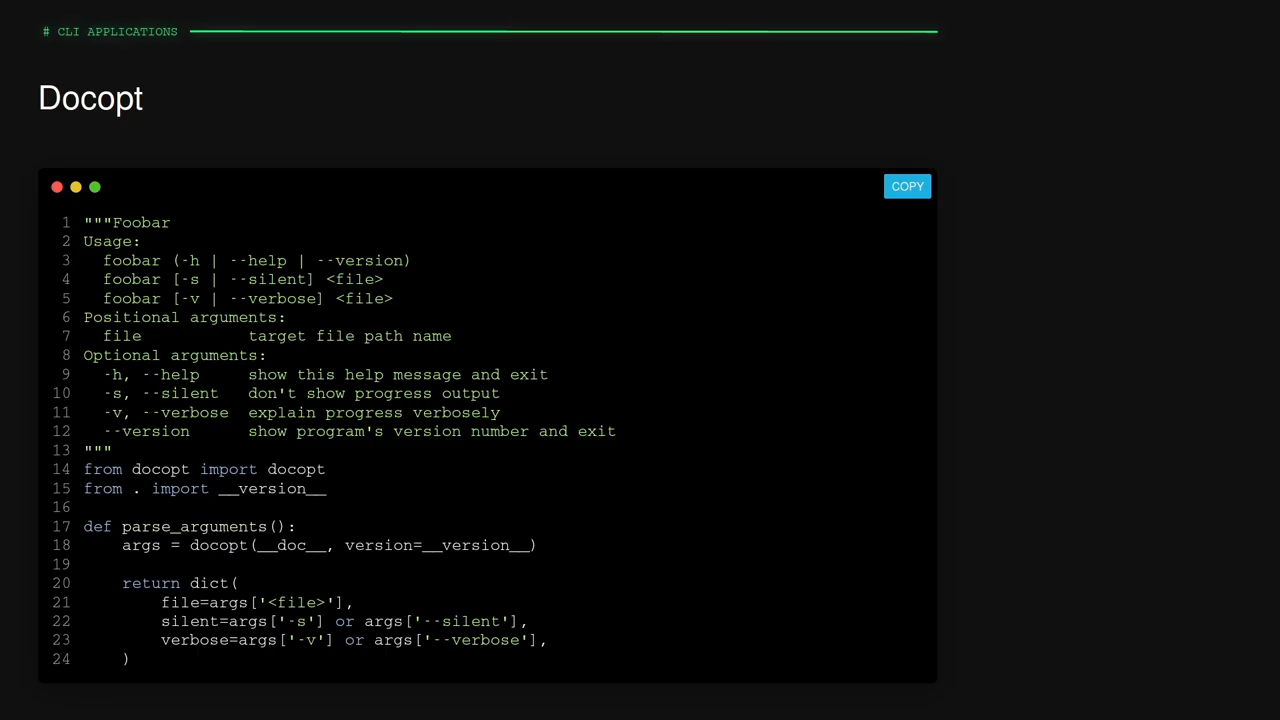 # CLI APPLICATIONS
Docopt
COPY
1 """Foobar
2 Usage:
3   foobar (-h | --help | --version)
4   foobar [-s | --silent] <file>
5   foobar [-v | --verbose] <file>
6 Positional arguments:
7   file           target file path name
8 Optional arguments:
9   -h, --help     show this help message and exit
10   -s, --silent   don't show progress output
11   -v, --verbose  explain progress verbosely
12   --version      show program's version number and exit
13 """
14 from docopt import docopt
15 from . import __version__
16
17 def parse_arguments():
18     args = docopt(__doc__, version=__version__)
19
20     return dict(
21         file=args['<file>'],
22         silent=args['-s'] or args['--silent'],
23         verbose=args['-v'] or args['--verbose'],
24     )